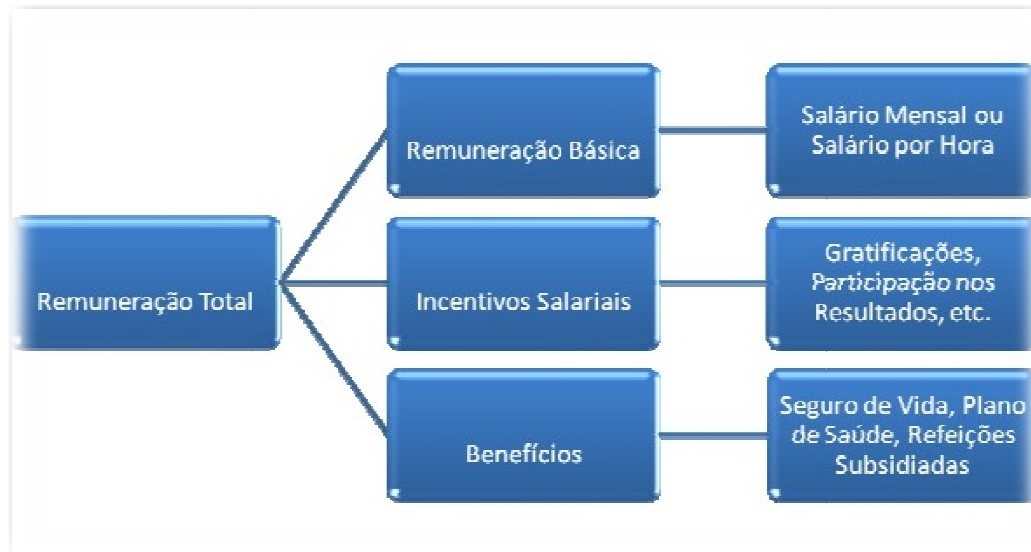 Remuneração Total
Remuneração Básica
Salário Mensal ou
Salário por Hora
Incentivos Salariais
Gratificações,
Participação nos
Resultados, etc.
Benefícios
Seguro de Vida, Plano
de Saúde, Refeições
Subsidiadas